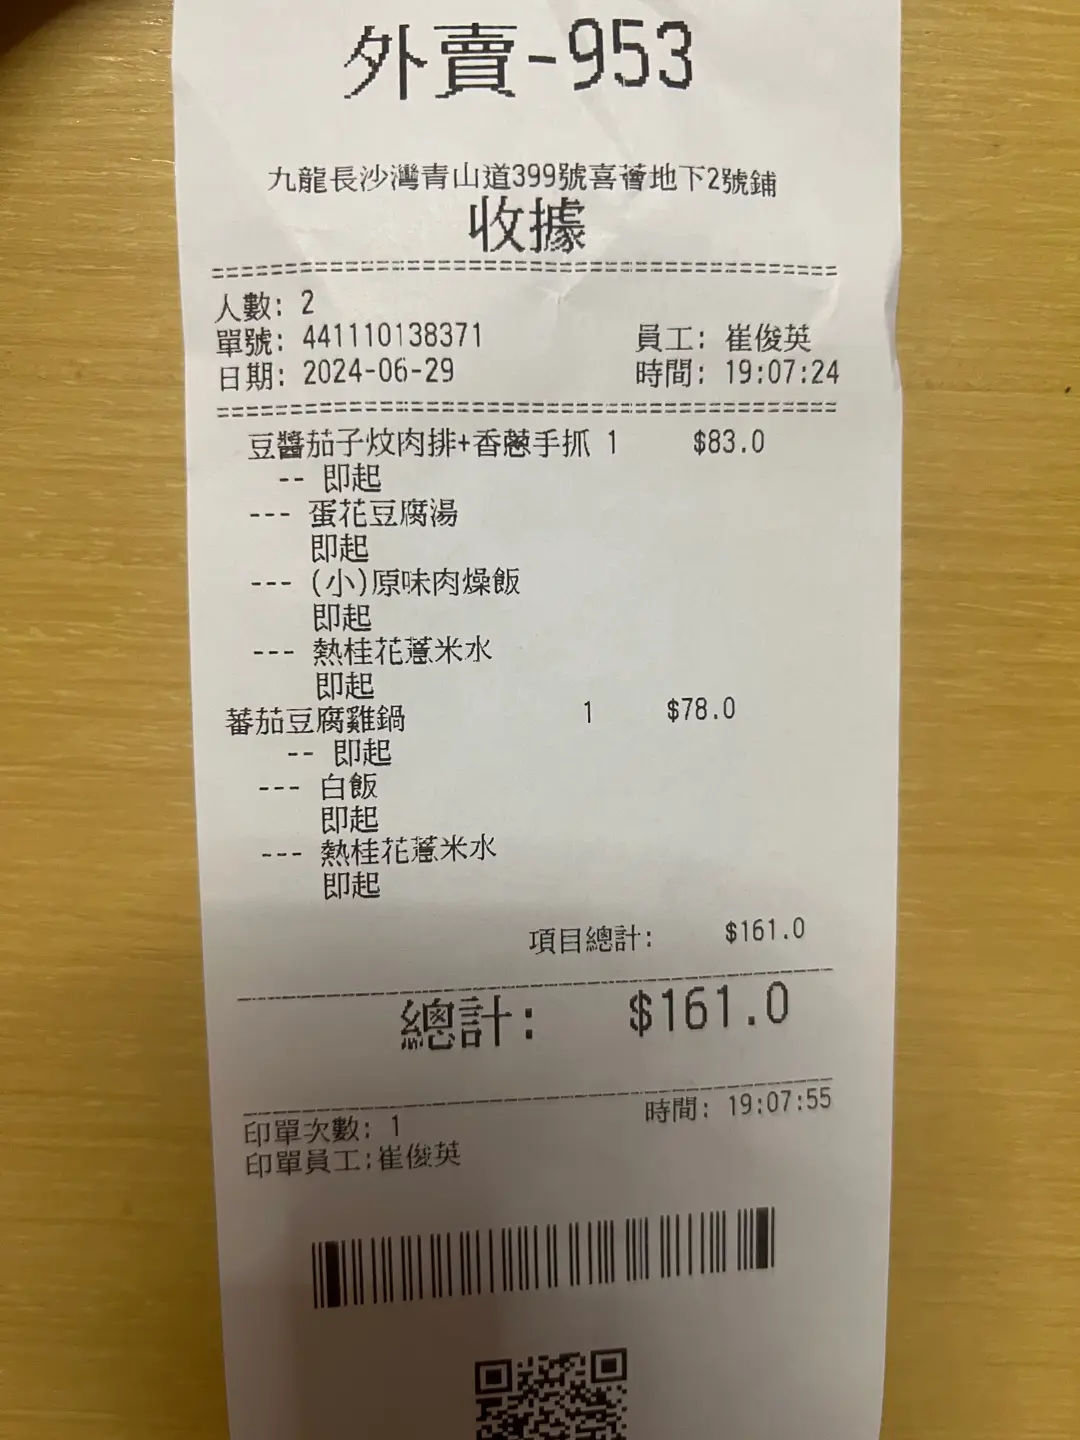 外賣-953
九龍長沙灣青山道399號喜薈地下2號鋪
收據
人數: 2
單號: 441110138371 員工: 崔俊英
日期: 2024-06-29 時間: 19:07:24
豆醬茄子炆肉排+香蔥手抓 1 $83.0
-- 即起
--- 蛋花豆腐湯
即起
--- (小)原味肉燥飯
即起
--- 熱桂花薏米水
即起
蕃茄豆腐雞鍋 1 $78.0
-- 即起
--- 白飯
即起
--- 熱桂花薏米水
即起
項目總計: $161.0
總計: $161.0
印單次數: 1 時間: 19:07:55
印單員工:崔俊英